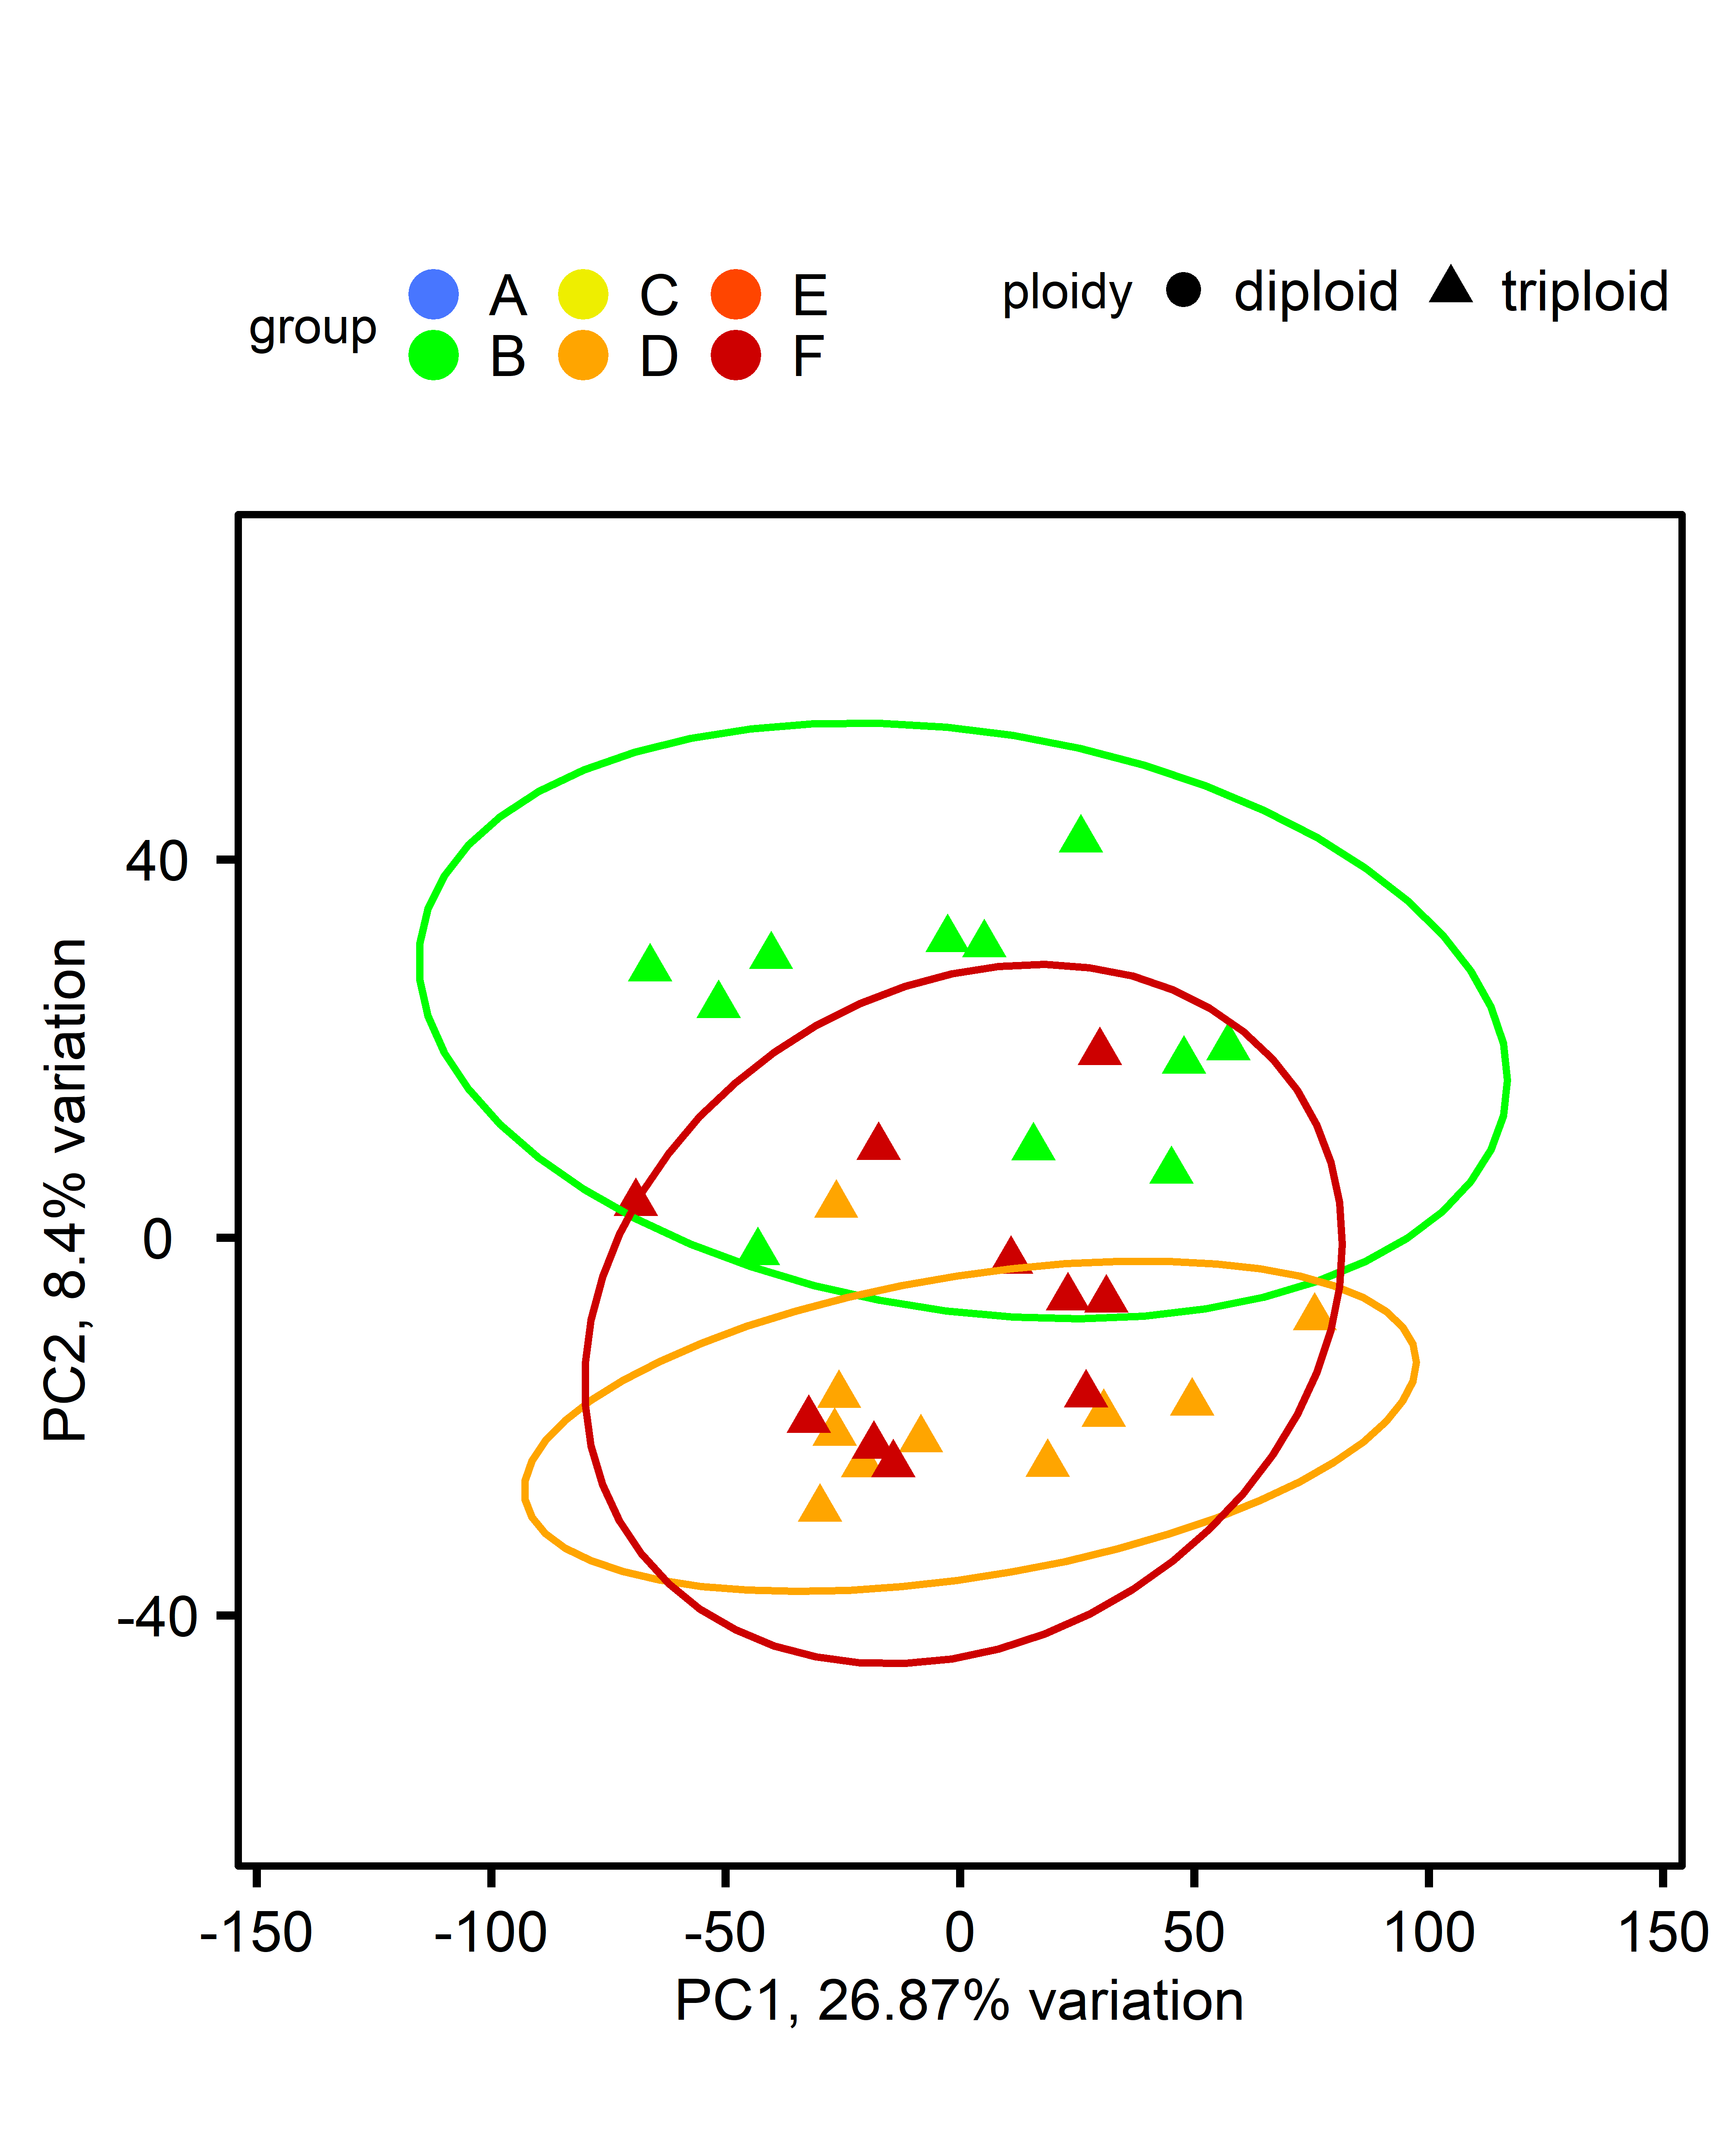 group
A
C
E
B
D
F
ploidy
diploid
triploid
PC2, 8.4% variation
40
0
-40
-150
-100
-50
0
50
100
150
PC1, 26.87% variation